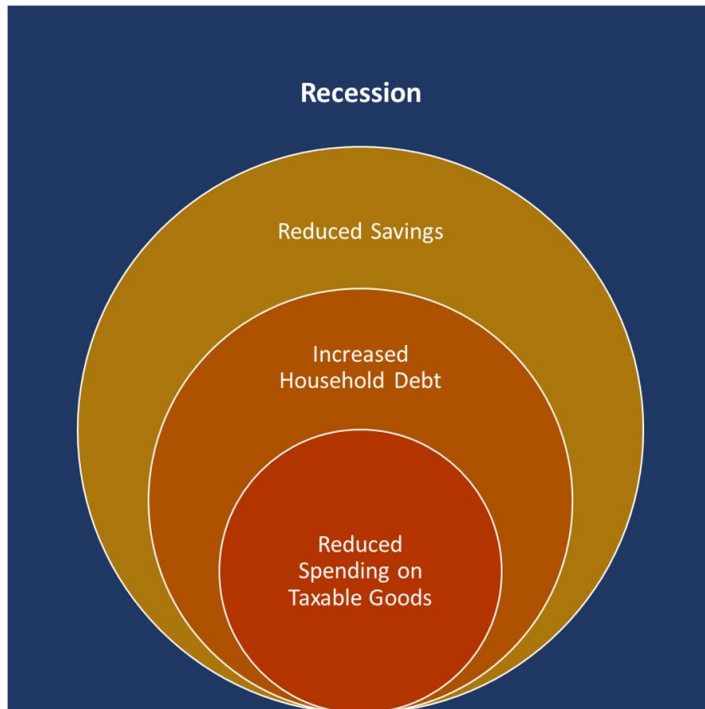 Recession
Reduced Savings
Increased
Household Debt
Reduced
Spending on
Taxable Goods